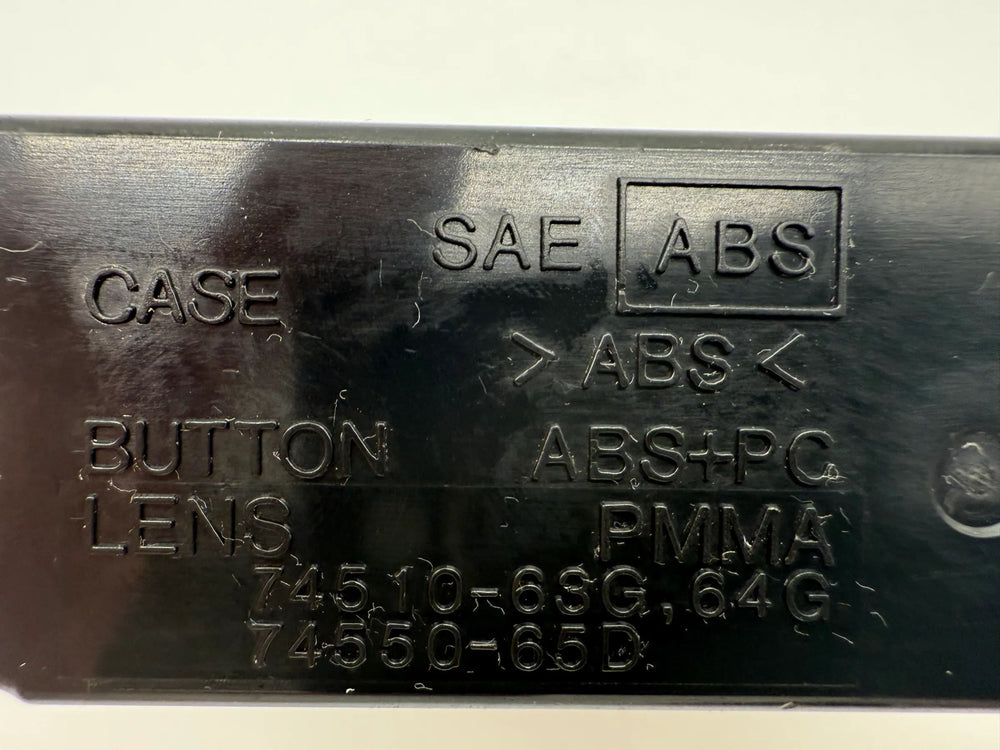 SAE ABS
CASE
> ABS <
BUTTON ABS+PC
LENS PMMA
74510-63G, 64G
74550-65D